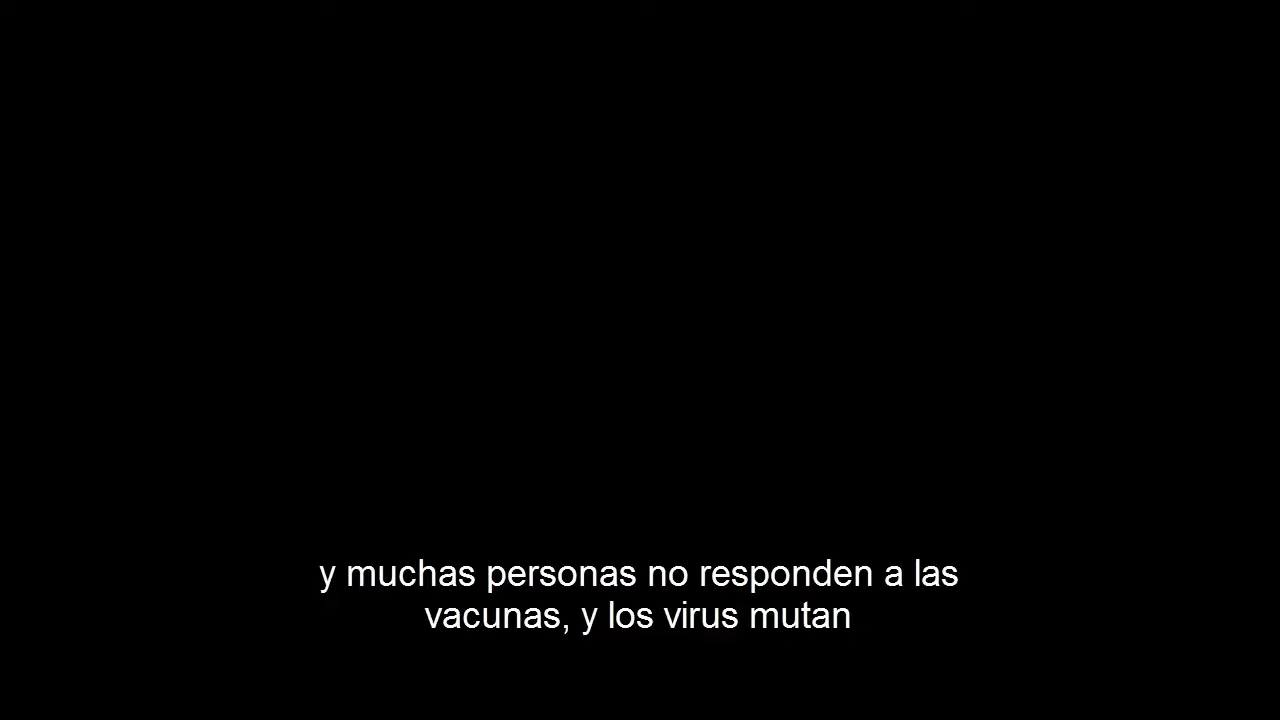 y muchas personas no responden a las
vacunas, y los virus mutan